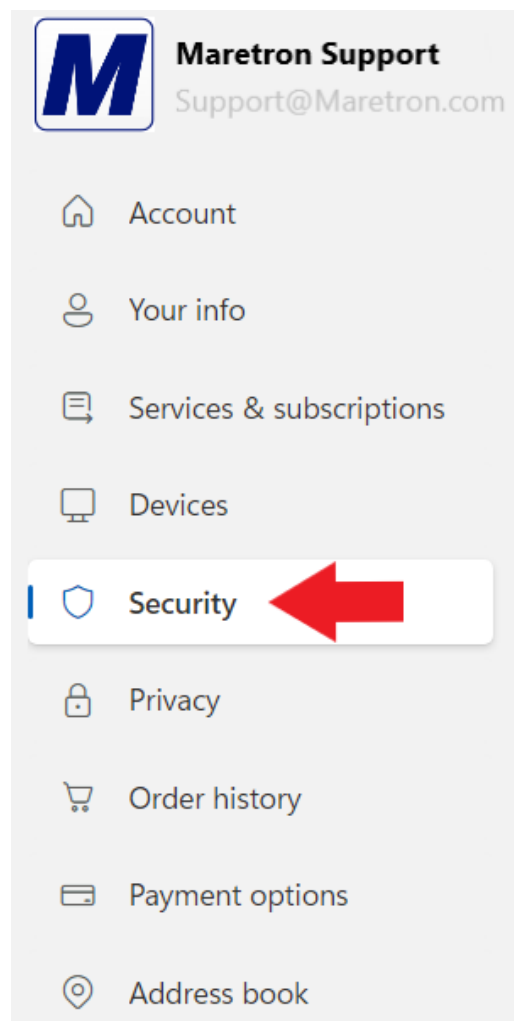 M
Maretron Support
Support@Maretron.com
Account
Your info
Services & subscriptions
Devices
Security
Privacy
Order history
Payment options
Address book